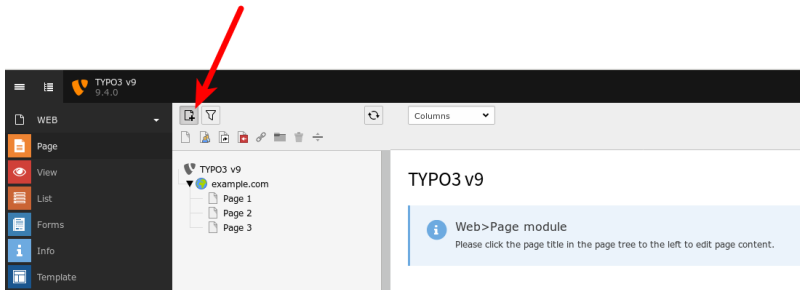 TYPO3 v9
9.4.0
WEB
Columns
Page
View
List
Forms
Info
Template
TYPO3 v9
example.com
Page 1
Page 2
Page 3
TYPO3 v9
Web>Page module
Please click the page title in the page tree to the left to edit page content.